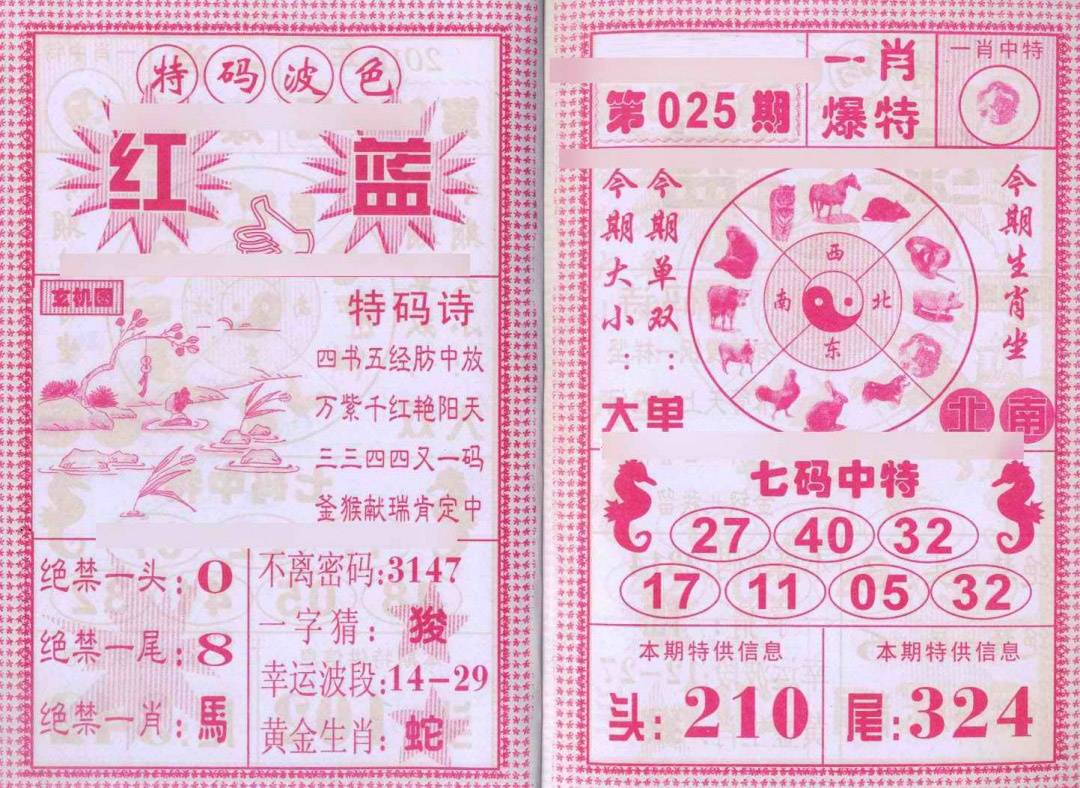 特码波色
红 蓝
玄机图
特码诗
四书五经肪中放
万紫千红艳阳天
三三四四又一码
釜猴献瑞肯定中
绝禁一头:0
绝禁一尾:8
绝禁一肖:馬
不离密码:3147
一字猜:狻
幸运波段:14-29
黄金生肖:蛇
第025期
一肖
爆特
一肖中特
今期大小:大
今期单双:单
西
南 北
东
今期生肖坐
北南
七码中特
27 40 32
17 11 05 32
本期特供信息
头:210
本期特供信息
尾:324